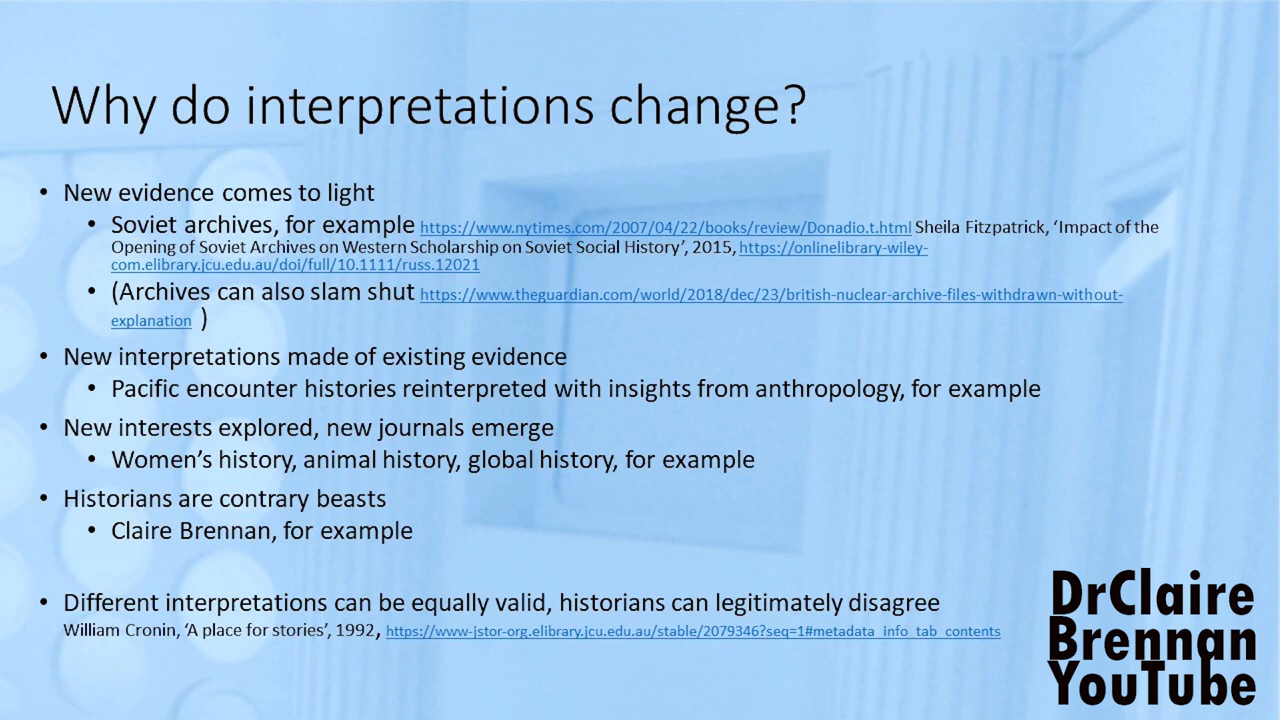 Why do interpretations change?
• New evidence comes to light
• Soviet archives, for example https://www.nytimes.com/2007/04/22/books/review/Donadio.t.html Sheila Fitzpatrick, ‘Impact of the
Opening of Soviet Archives on Western Scholarship on Soviet Social History’, 2015, https://onlinelibrary-wiley-
com.elibrary.jcu.edu.au/doi/full/10.1111/russ.12021
• (Archives can also slam shut https://www.theguardian.com/world/2018/dec/23/british-nuclear-archive-files-withdrawn-without-
explanation )
• New interpretations made of existing evidence
• Pacific encounter histories reinterpreted with insights from anthropology, for example
• New interests explored, new journals emerge
• Women’s history, animal history, global history, for example
• Historians are contrary beasts
• Claire Brennan, for example
• Different interpretations can be equally valid, historians can legitimately disagree
William Cronin, ‘A place for stories’, 1992, https://www-jstor-org.elibrary.jcu.edu.au/stable/2079346?seq=1#metadata_info_tab_contents
DrClaire
Brennan
YouTube